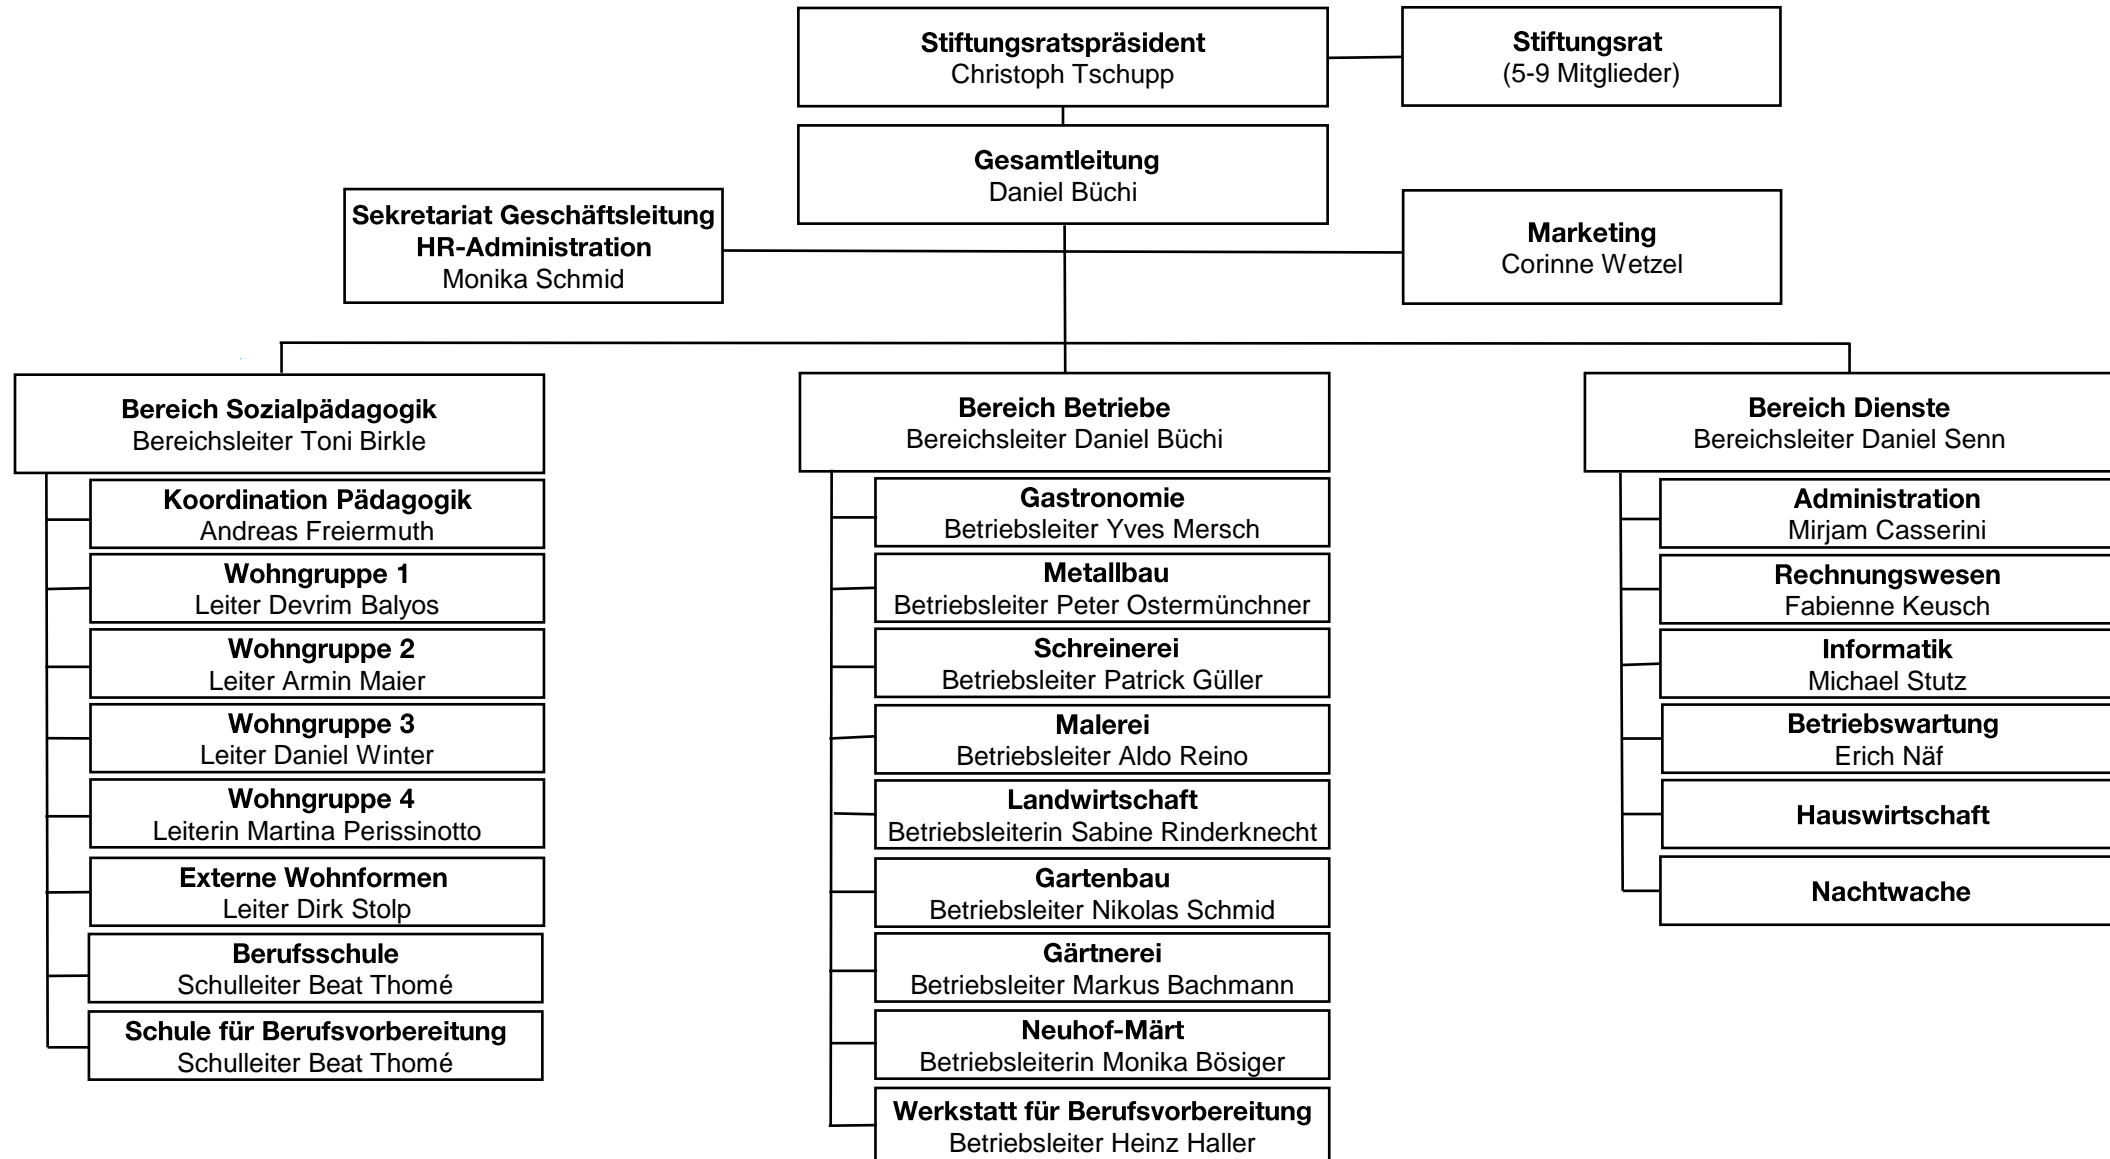 Stiftungsratspräsident
Christoph Tschupp
Stiftungsrat
(5-9 Mitglieder)
Gesamtleitung
Daniel Büchi
Sekretariat Geschäftsleitung
HR-Administration
Monika Schmid
Marketing
Corinne Wetzel
Bereich Sozialpädagogik
Bereichsleiter Toni Birkle
Koordination Pädagogik
Andreas Freiermuth
Wohngruppe 1
Leiter Devrim Balyos
Wohngruppe 2
Leiter Armin Maier
Wohngruppe 3
Leiter Daniel Winter
Wohngruppe 4
Leiterin Martina Perissinotto
Externe Wohnformen
Leiter Dirk Stolp
Berufsschule
Schulleiter Beat Thomé
Schule für Berufsvorbereitung
Schulleiter Beat Thomé
Bereich Betriebe
Bereichsleiter Daniel Büchi
Gastronomie
Betriebsleiter Yves Mersch
Metallbau
Betriebsleiter Peter Ostermünchner
Schreinerei
Betriebsleiter Patrick Güller
Malerei
Betriebsleiter Aldo Reino
Landwirtschaft
Betriebsleiterin Sabine Rinderknecht
Gartenbau
Betriebsleiter Nikolas Schmid
Gärtnerei
Betriebsleiter Markus Bachmann
Neuhof-Märt
Betriebsleiterin Monika Bösiger
Werkstatt für Berufsvorbereitung
Betriebsleiter Heinz Haller
Bereich Dienste
Bereichsleiter Daniel Senn
Administration
Mirjam Casserini
Rechnungswesen
Fabienne Keusch
Informatik
Michael Stutz
Betriebswartung
Erich Näf
Hauswirtschaft
Nachtwache